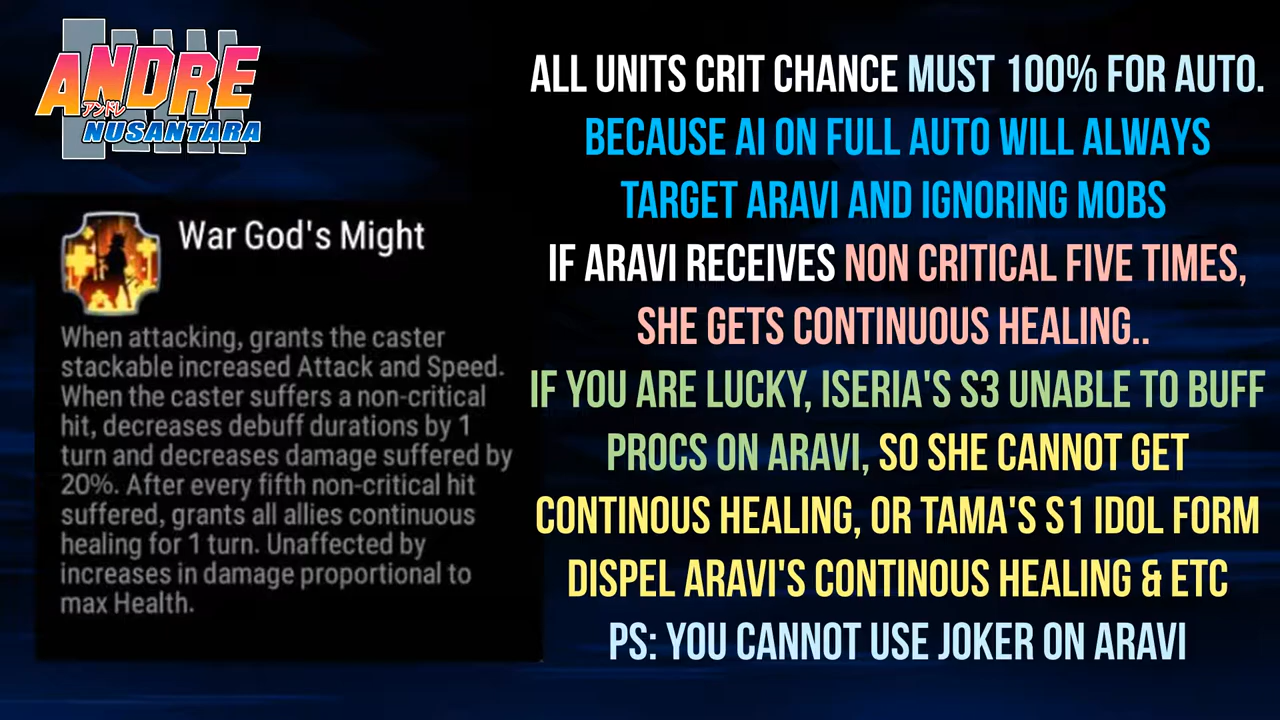 ANDRE
アンドレ
NUSANTARA
War God's Might
When attacking, grants the caster
stackable increased Attack and Speed.
When the caster suffers a non-critical
hit, decreases debuff durations by 1
turn and decreases damage suffered by
20%. After every fifth non-critical hit
suffered, grants all allies continuous
healing for 1 turn. Unaffected by
increases in damage proportional to
max Health.
ALL UNITS CRIT CHANCE MUST 100% FOR AUTO.
BECAUSE AI ON FULL AUTO WILL ALWAYS
TARGET ARAVI AND IGNORING MOBS
IF ARAVI RECEIVES NON CRITICAL FIVE TIMES,
SHE GETS CONTINUOUS HEALING..
IF YOU ARE LUCKY, ISERIA'S S3 UNABLE TO BUFF
PROCS ON ARAVI, SO SHE CANNOT GET
CONTINOUS HEALING, OR TAMA'S S1 IDOL FORM
DISPEL ARAVI'S CONTINOUS HEALING & ETC
PS: YOU CANNOT USE JOKER ON ARAVI